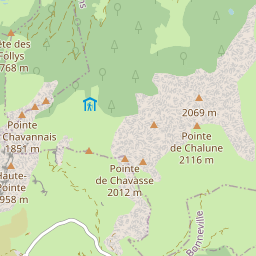 ête des
Follys
768 m
Pointe
Chavannais
1851 m
2069 m
Pointe
de Chalune
2116 m
Pointe
de Chavasse
2012 m
Haute-
Pointe
958 m
Bonneville